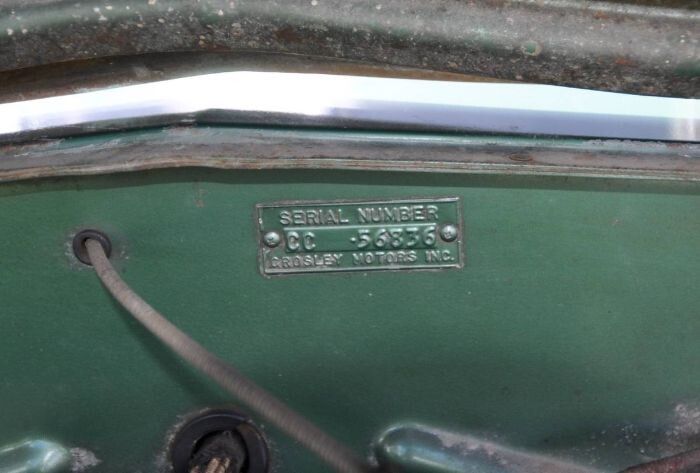 SERIAL NUMBER
CC 56836
CROSLEY MOTORS INC.